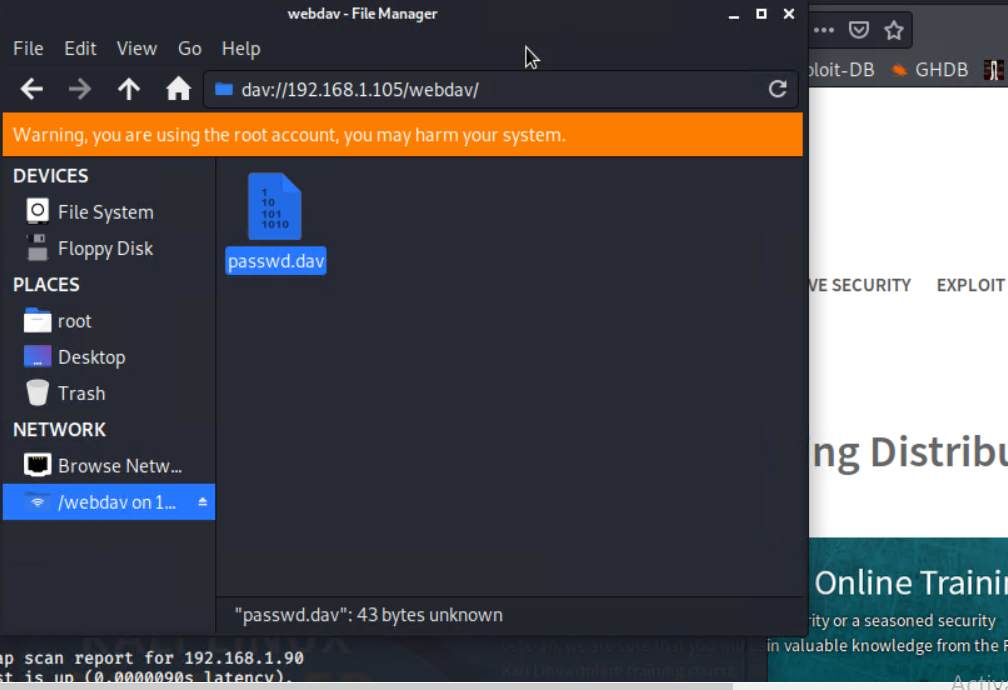 webdav - File Manager
File Edit View Go Help
dav://192.168.1.105/webdav/
Warning, you are using the root account, you may harm your system.
DEVICES
File System
Floppy Disk
PLACES
root
Desktop
Trash
NETWORK
Browse Netw...
/webdav on 1...
1
10
101
1010
passwd.dav
"passwd.dav": 43 bytes unknown
ploit-DB GHDB
VE SECURITY EXPLOIT
ng Distribu
Online Trainin
rity or a seasoned security
in valuable knowledge from the
ap scan report for 192.168.1.90
st is up (0.0000090s latency).